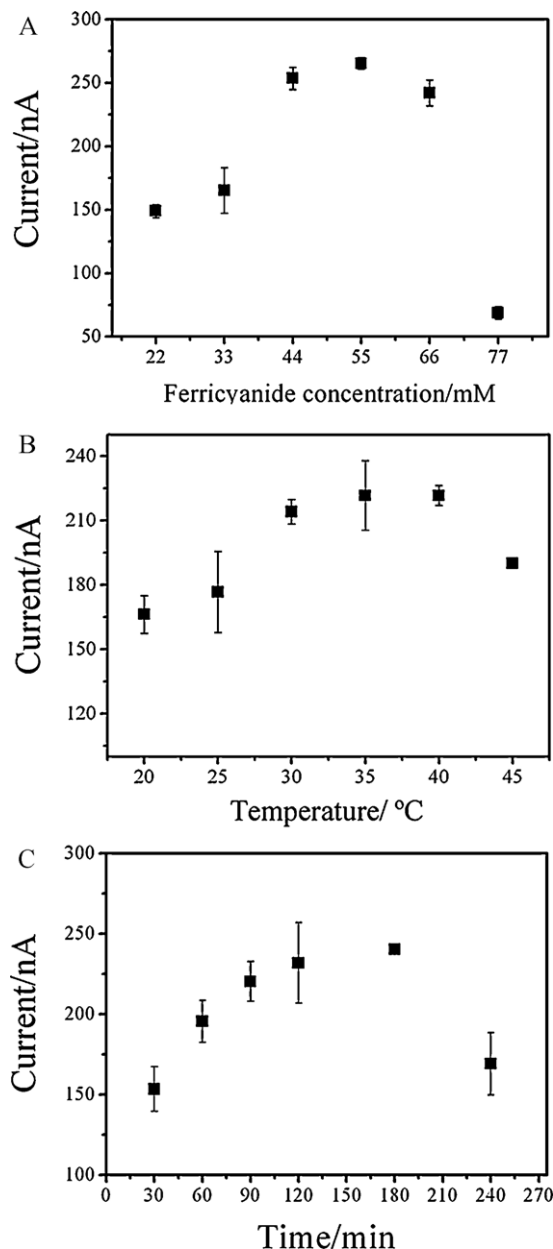 A
300
250
200
150
100
50
Current/nA
22 33 44 55 66 77
Ferricyanide concentration/mM
B
240
210
180
150
120
Current/nA
20 25 30 35 40 45
Temperature/ ºC
C
300
250
200
150
100
Current/nA
0 30 60 90 120 150 180 210 240 270
Time/min